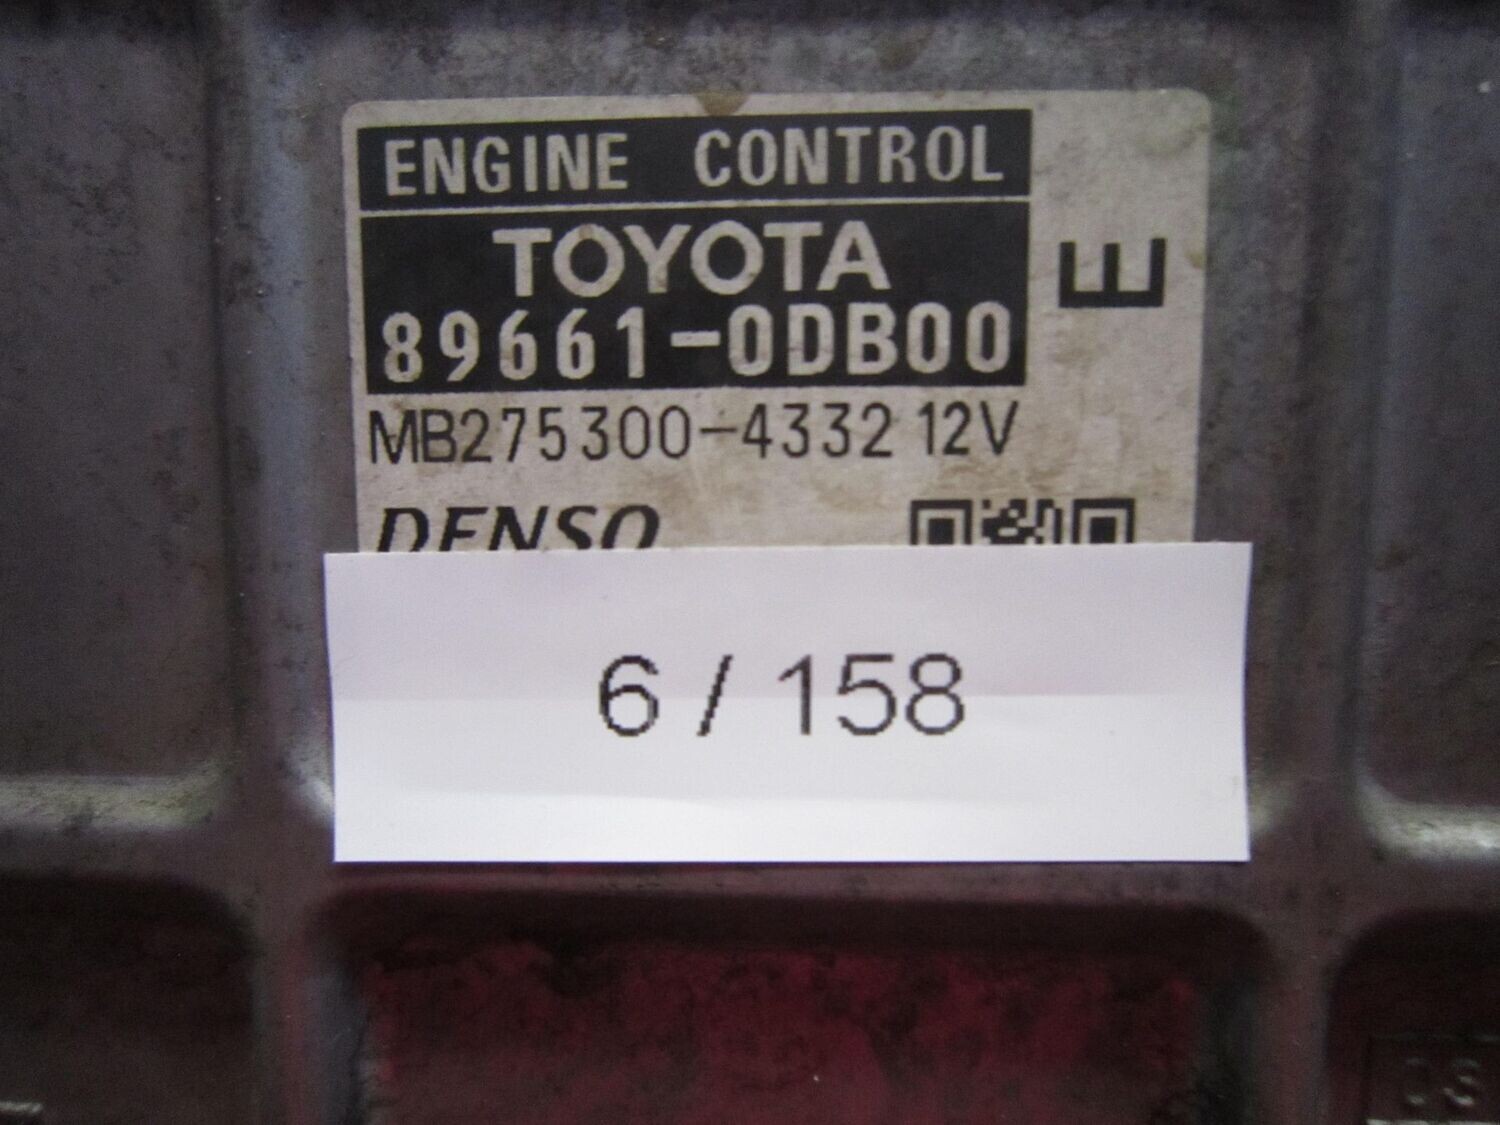 ENGINE CONTROL
TOYOTA
89661-0DB00
E
MB275300-4332 12V
DENSO
6 / 158